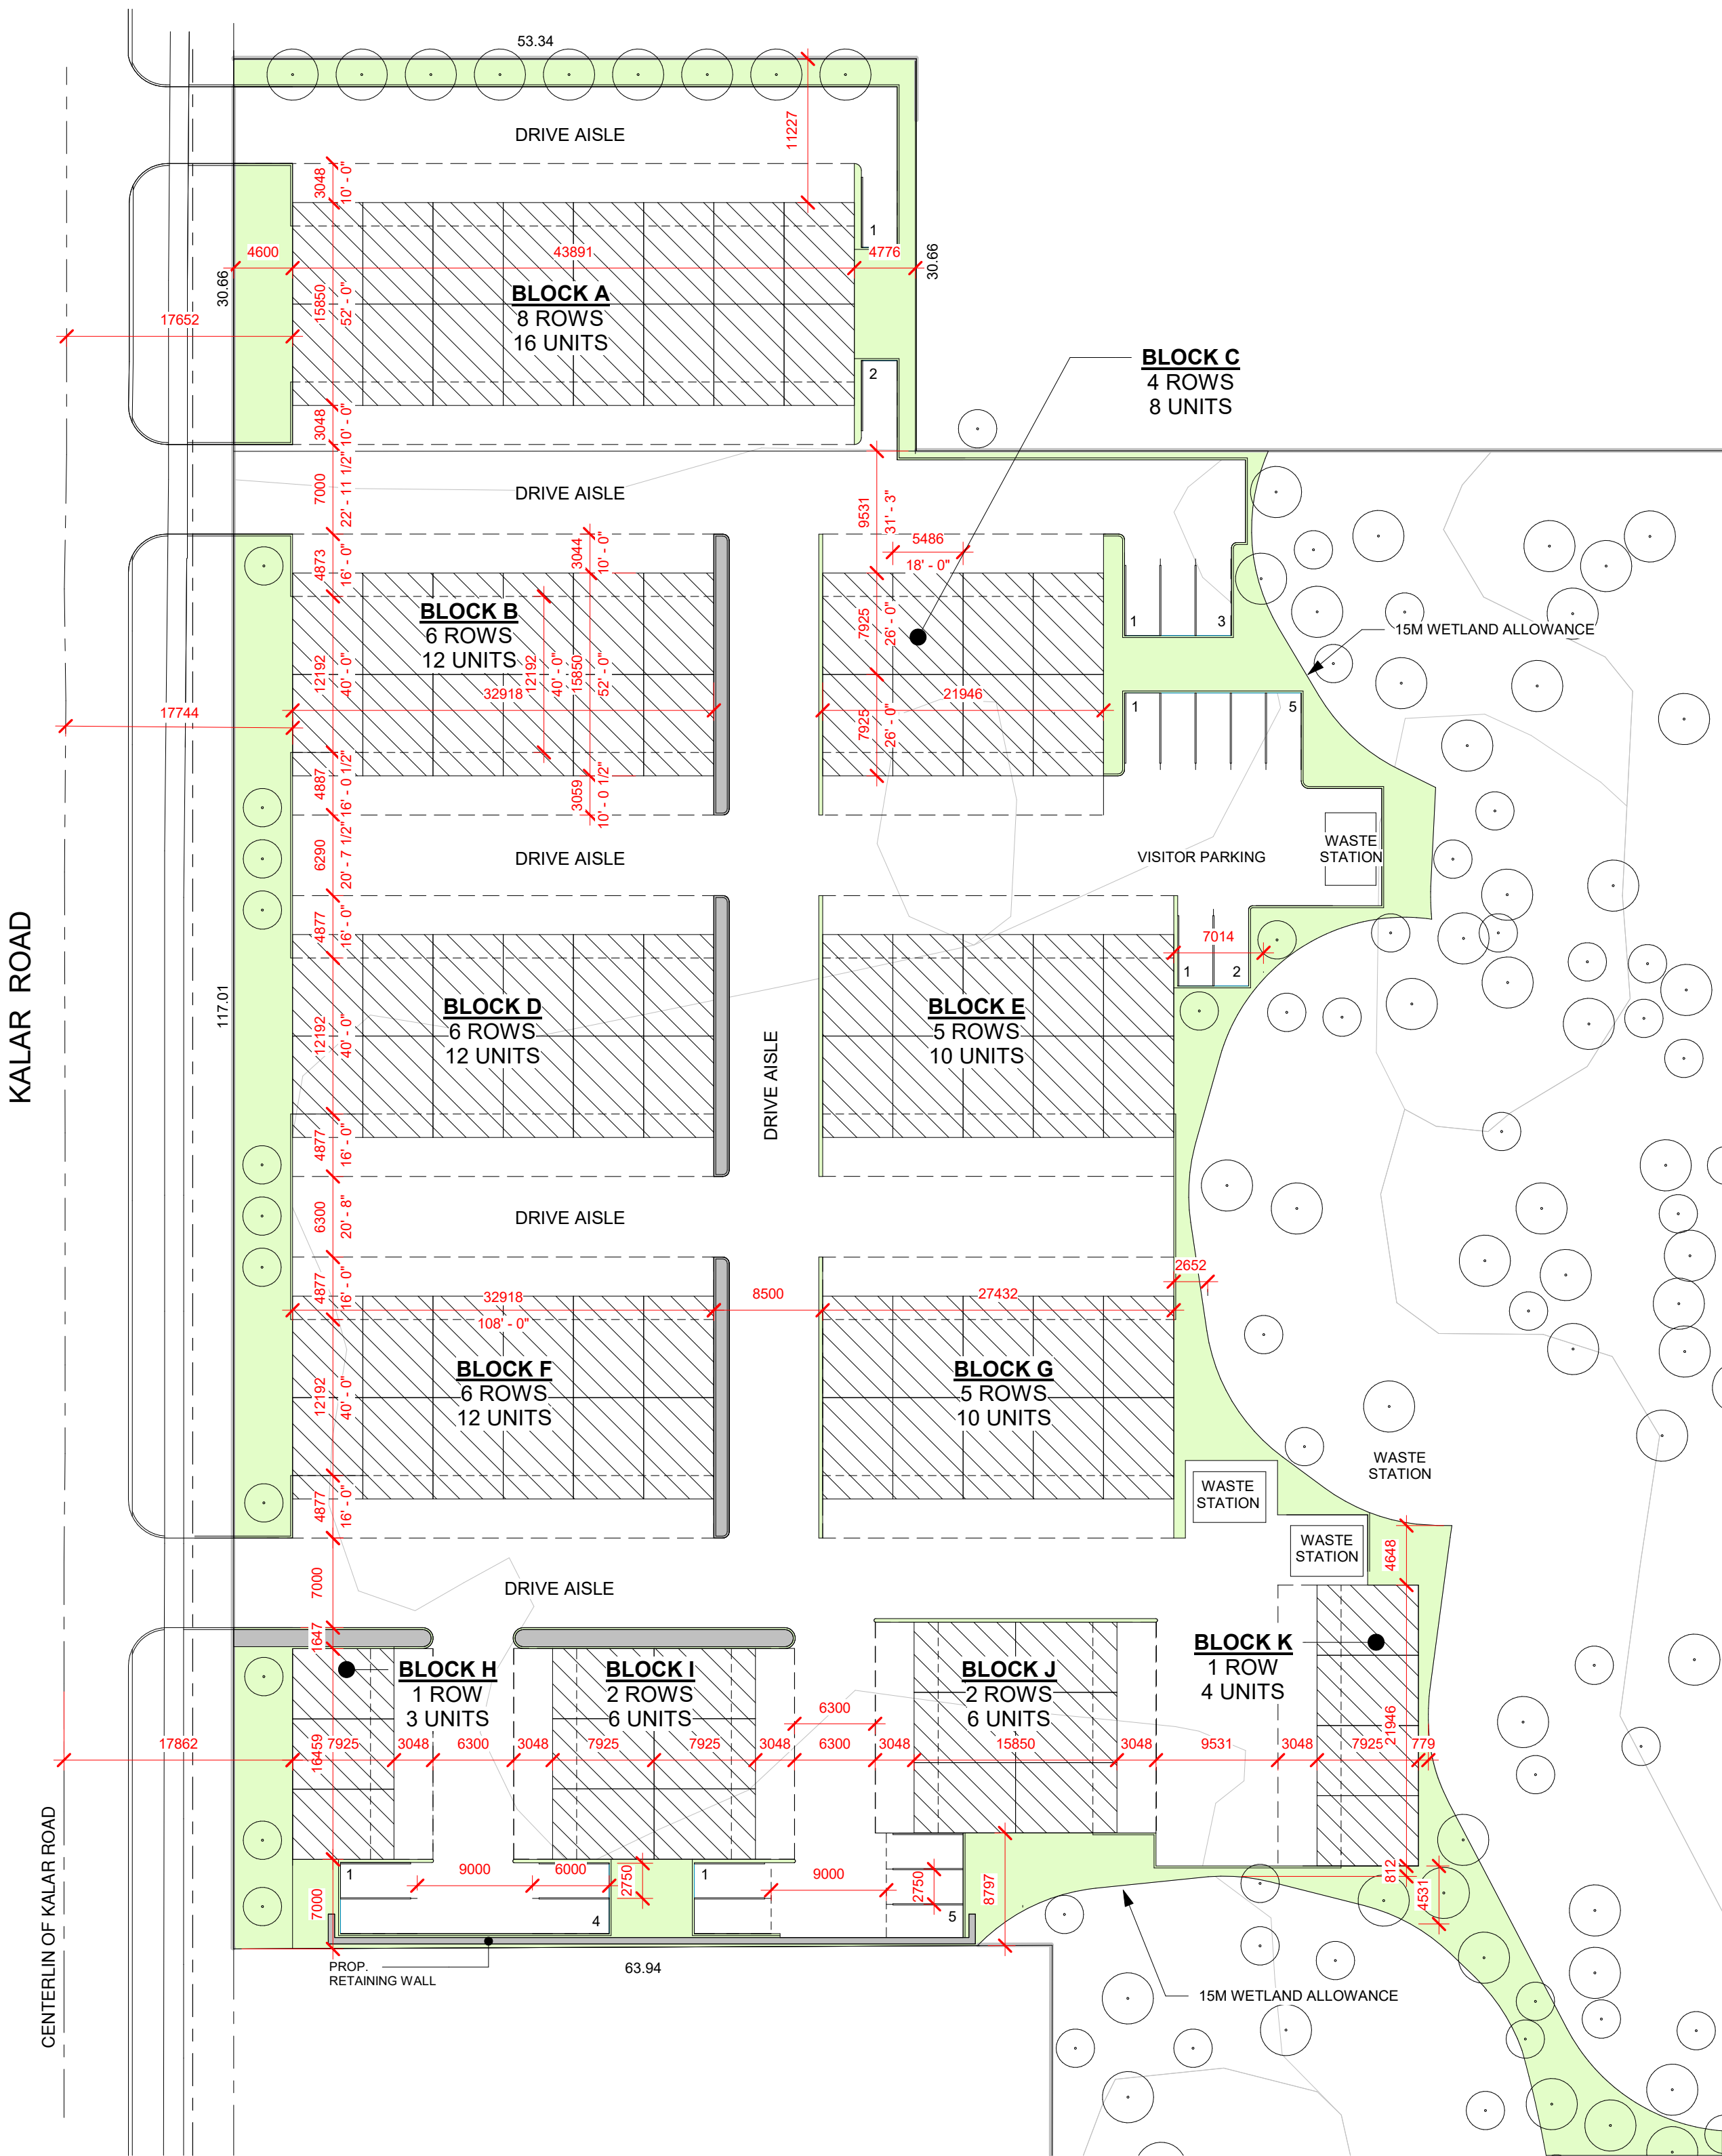 53.34
DRIVE AISLE
11227
3048
10' - 0"
1
4600
43891
4776
30.66
30.66
BLOCK A
8 ROWS
16 UNITS
15850
52' - 0"
17652
2
BLOCK C
4 ROWS
8 UNITS
3048
10' - 0"
7000
22' - 11 1/2"
DRIVE AISLE
9531
31' - 3"
5486
18' - 0"
3044
10' - 0"
4873
16' - 0"
BLOCK B
6 ROWS
12 UNITS
7925
26' - 0"
1
3
15M WETLAND ALLOWANCE
12192
40' - 0"
12192
40' - 0"
15850
52' - 0"
32918
21946
17744
7925
26' - 0"
1
5
4887
16' - 0 1/2"
3059
10' - 0 1/2"
6290
20' - 7 1/2"
DRIVE AISLE
VISITOR PARKING
WASTE
STATION
4877
16' - 0"
7014
1
2
KALAR ROAD
117.01
BLOCK D
6 ROWS
12 UNITS
12192
40' - 0"
BLOCK E
5 ROWS
10 UNITS
DRIVE AISLE
4877
16' - 0"
6300
20' - 8"
DRIVE AISLE
2652
4877
16' - 0"
32918
108' - 0"
8500
27432
BLOCK F
6 ROWS
12 UNITS
12192
40' - 0"
BLOCK G
5 ROWS
10 UNITS
WASTE
STATION
WASTE
STATION
4877
16' - 0"
WASTE
STATION
4648
7000
DRIVE AISLE
1647
BLOCK H
1 ROW
3 UNITS
BLOCK I
2 ROWS
6 UNITS
BLOCK J
2 ROWS
6 UNITS
BLOCK K
1 ROW
4 UNITS
6300
17862
16459
7925
3048
6300
3048
7925
7925
3048
6300
3048
15850
3048
9531
3048
7925
21946
779
CENTERLIN OF KALAR ROAD
1
9000
6000
2750
1
9000
2750
8797
812
4531
7000
4
5
PROP.
RETAINING WALL
63.94
15M WETLAND ALLOWANCE